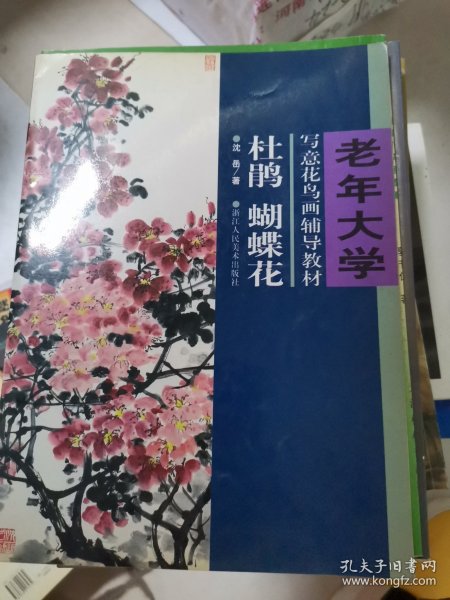 老年大学
写意花鸟画辅导教材
杜鹃 蝴蝶花
●沈岳/著
●浙江人民美术出版社
孔夫子旧书网
www.kongfz.com